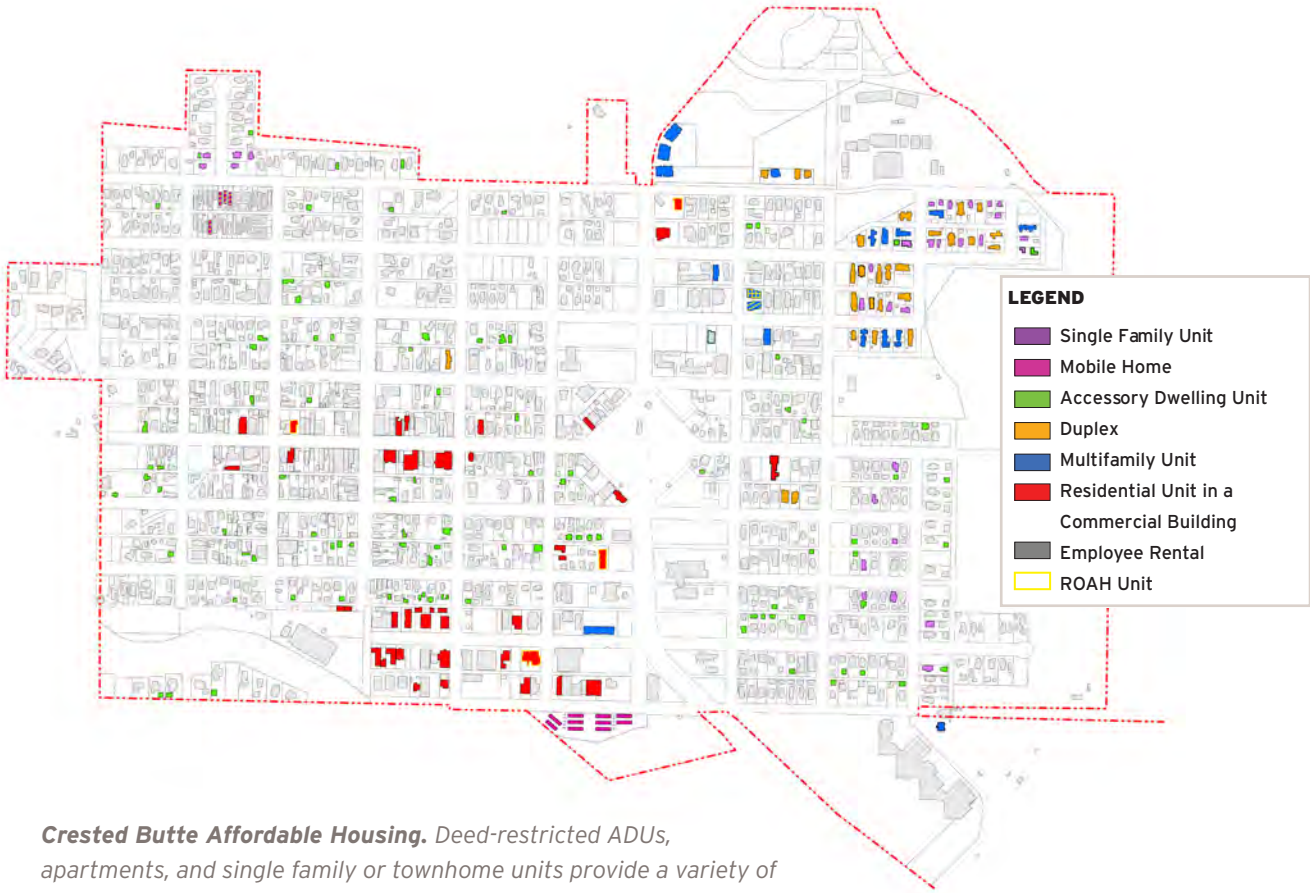 LEGEND
Single Family Unit
Mobile Home
Accessory Dwelling Unit
Duplex
Multifamily Unit
Residential Unit in a
Commercial Building
Employee Rental
ROAH Unit
Crested Butte Affordable Housing. Deed-restricted ADUs,
apartments, and single family or townhome units provide a variety of